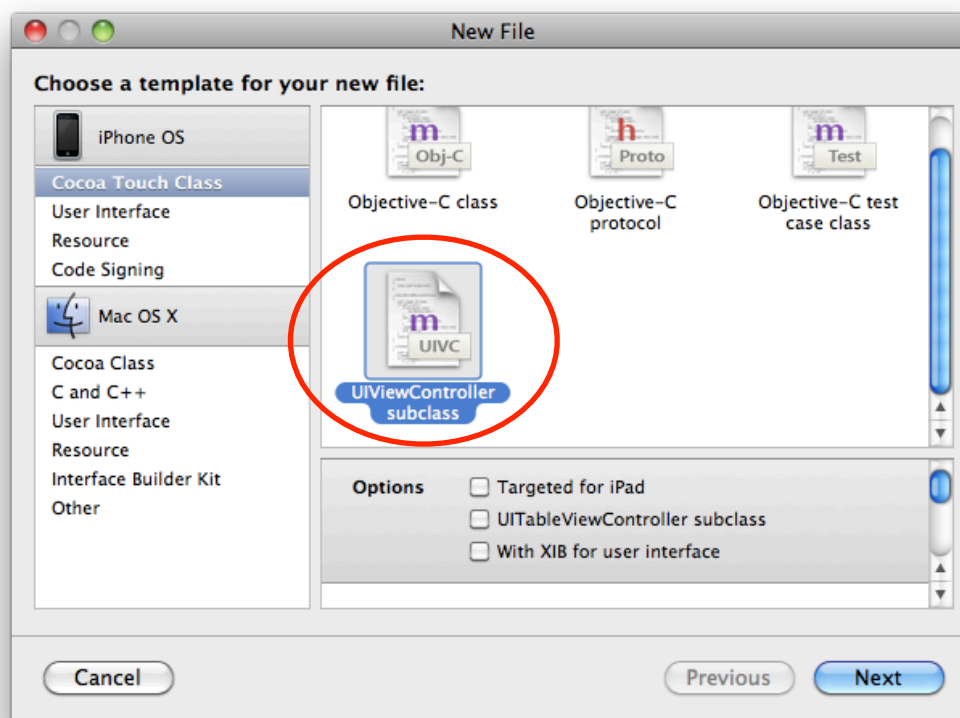 New File
Choose a template for your new file:
iPhone OS
Cocoa Touch Class
User Interface
Resource
Code Signing
Mac OS X
Cocoa Class
C and C++
User Interface
Resource
Interface Builder Kit
Other
m
Obj-C
Objective-C class
h
Proto
Objective-C
protocol
m
Test
Objective-C test
case class
m
UIVC
UIViewController
subclass
Options
Targeted for iPad
UITableViewController subclass
With XIB for user interface
Cancel
Previous
Next